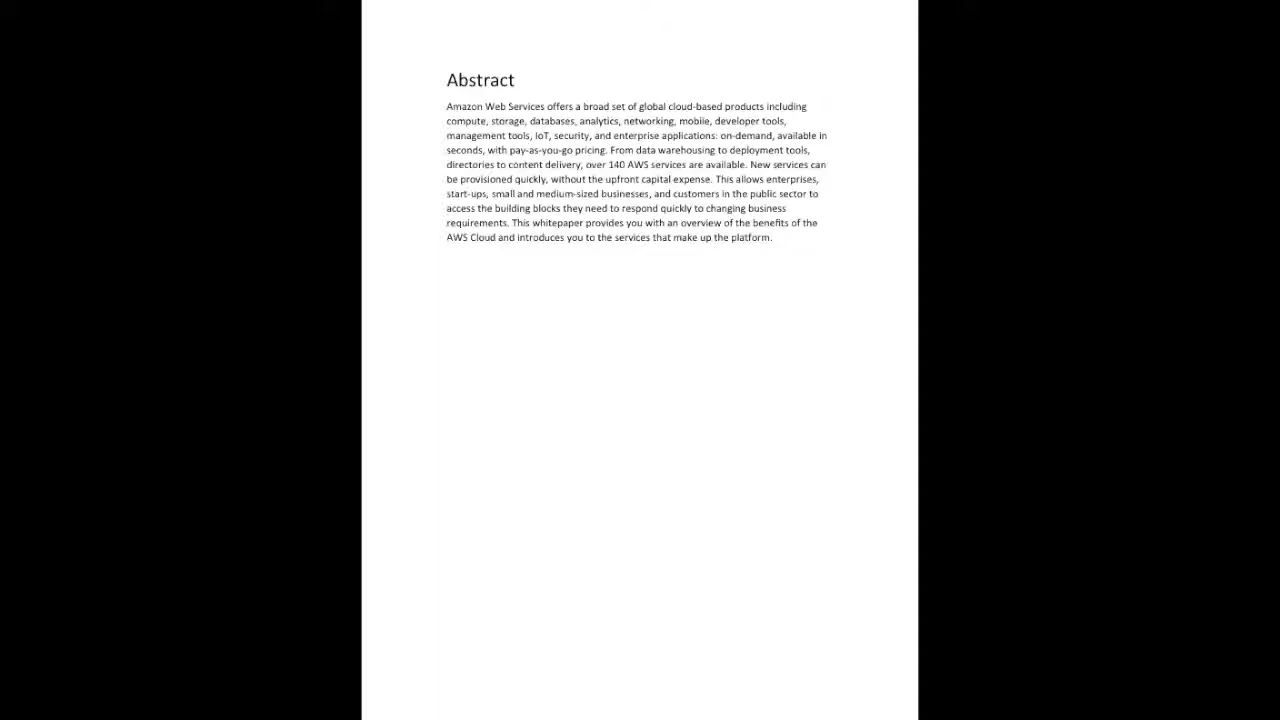 Abstract
Amazon Web Services offers a broad set of global cloud-based products including
compute, storage, databases, analytics, networking, mobile, developer tools,
management tools, IoT, security, and enterprise applications: on-demand, available in
seconds, with pay-as-you-go pricing. From data warehousing to deployment tools,
directories to content delivery, over 140 AWS services are available. New services can
be provisioned quickly, without the upfront capital expense. This allows enterprises,
start-ups, small and medium-sized businesses, and customers in the public sector to
access the building blocks they need to respond quickly to changing business
requirements. This whitepaper provides you with an overview of the benefits of the
AWS Cloud and introduces you to the services that make up the platform.